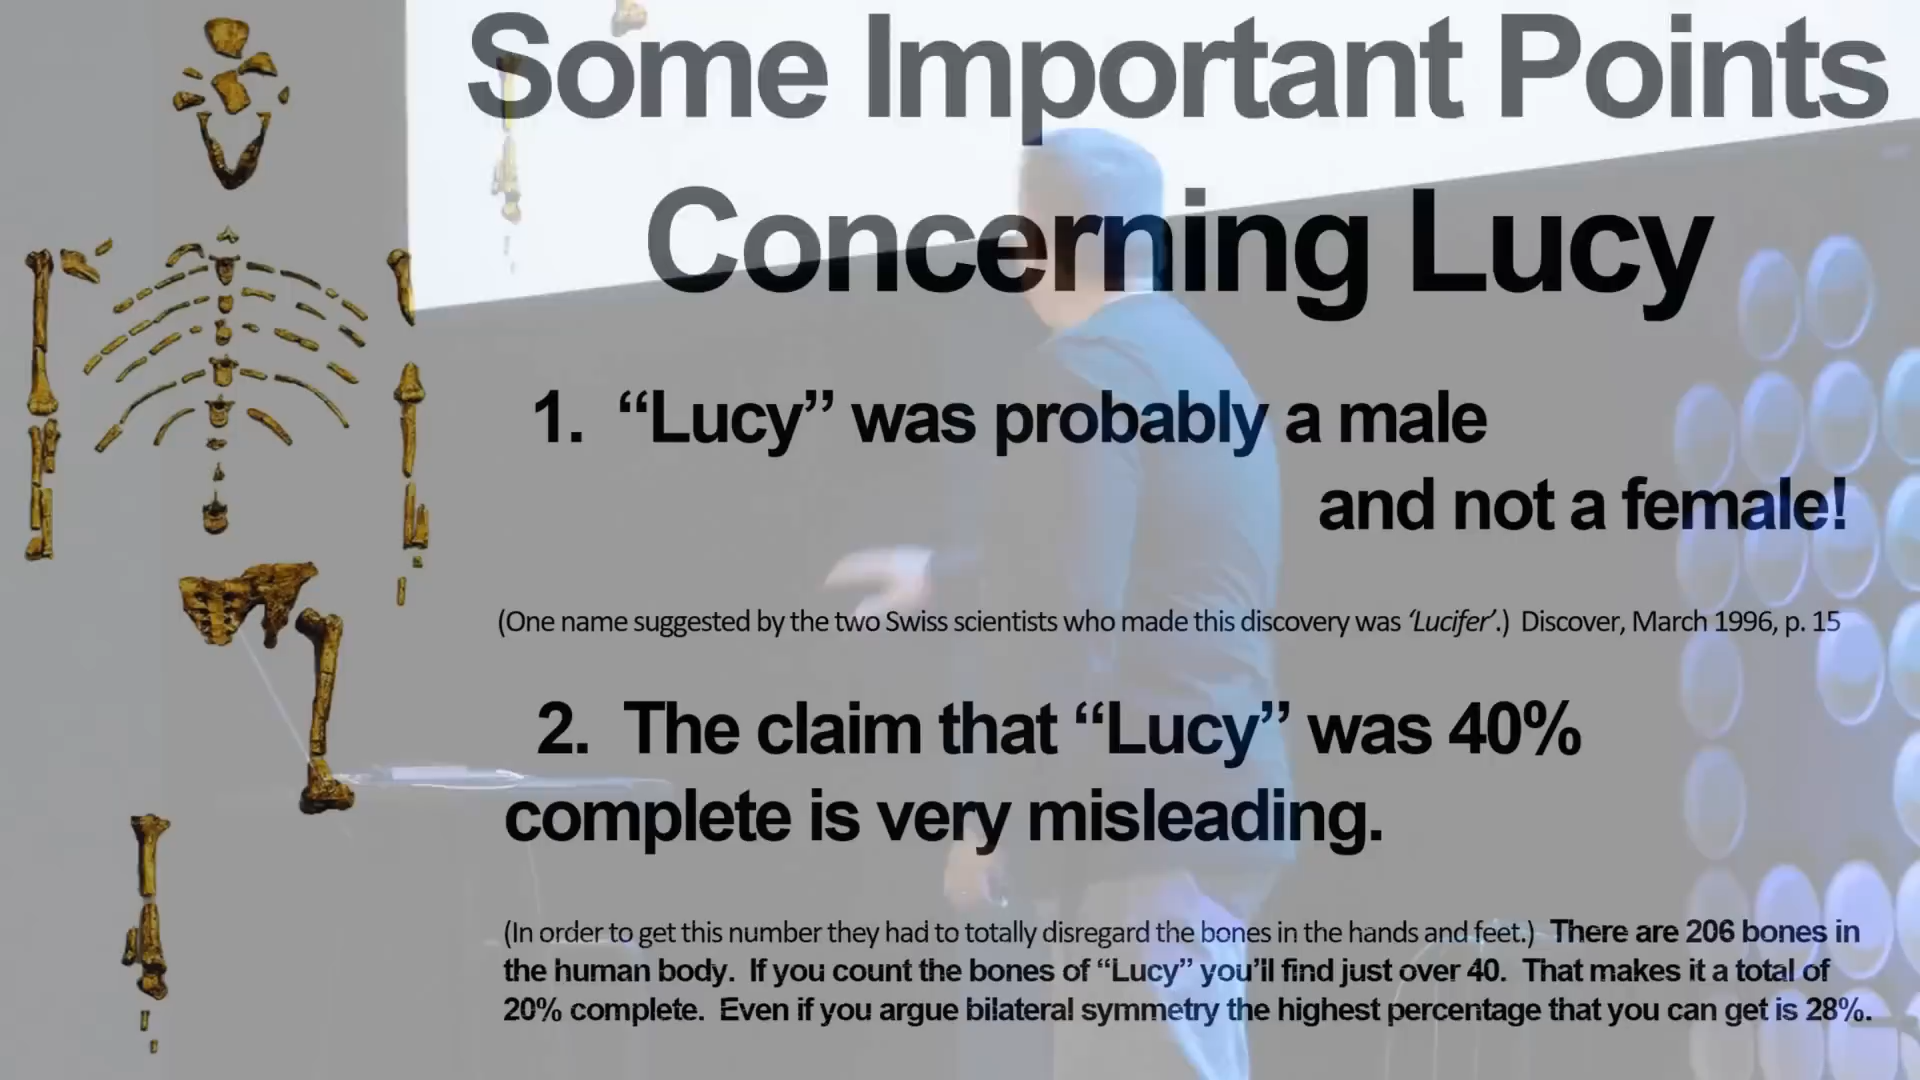 Some Important Points
Concerning Lucy
1. “Lucy” was probably a male
and not a female!
(One name suggested by the two Swiss scientists who made this discovery was ‘Lucifer’.) Discover, March 1996, p. 15
2. The claim that “Lucy” was 40%
complete is very misleading.
(In order to get this number they had to totally disregard the bones in the hands and feet.) There are 206 bones in
the human body. If you count the bones of “Lucy” you’ll find just over 40. That makes it a total of
20% complete. Even if you argue bilateral symmetry the highest percentage that you can get is 28%.